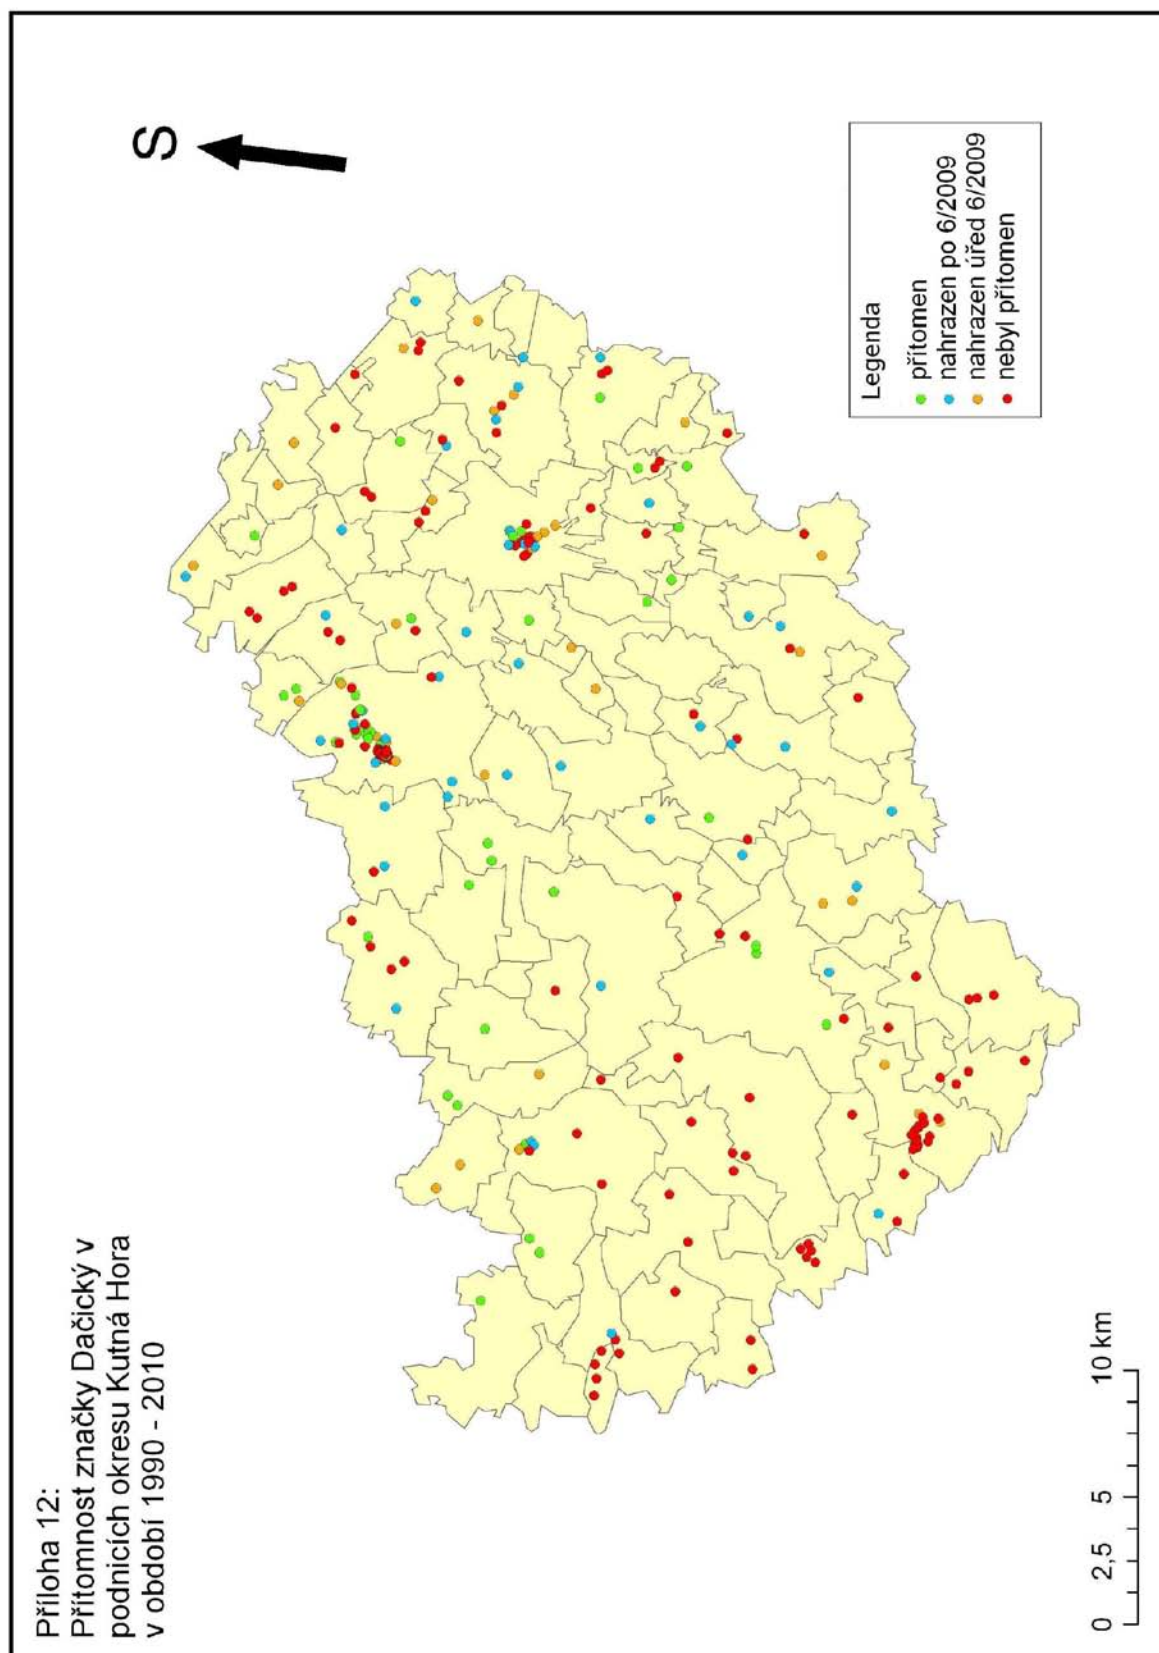 Příloha 12:
Přítomnost značky Dačický v
podnicích okresu Kutná Hora
v období 1990 - 2010
S
Legenda
přítomen
nahrazen po 6/2009
nahrazen úřed 6/2009
nebyl přítomen
0 2,5 5 10 km